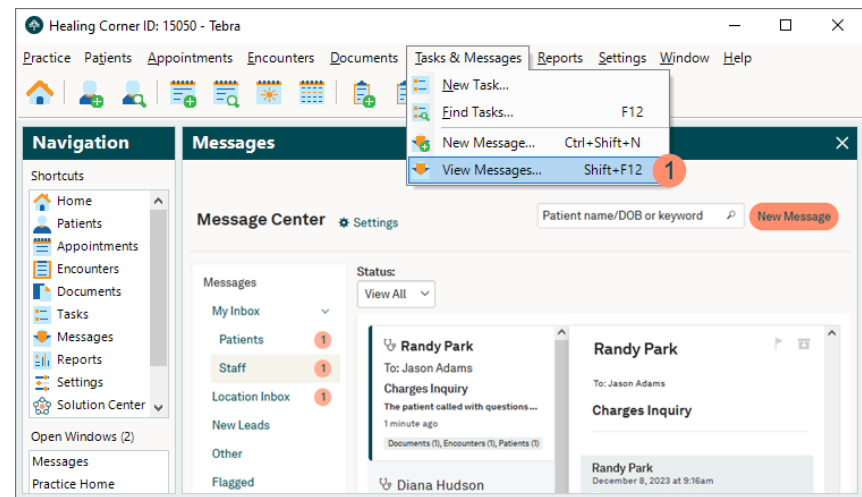 Healing Corner ID: 15050 - Tebra
Practice Patients Appointments Encounters Documents Tasks & Messages Reports Settings Window Help
New Task...
Find Tasks... F12
New Message... Ctrl+Shift+N
View Messages... Shift+F12 1
Navigation
Shortcuts
Home
Patients
Appointments
Encounters
Documents
Tasks
Messages
Reports
Settings
Solution Center
Open Windows (2)
Messages
Practice Home
Messages
Message Center Settings
Patient name/DOB or keyword
New Message
Messages
My Inbox
Patients 1
Staff 1
Location Inbox 1
New Leads
Other
Flagged
Status:
View All
Randy Park
To: Jason Adams
Charges Inquiry
The patient called with questions...
1 minute ago
Documents (1), Encounters (1), Patients (1)
Diana Hudson
Randy Park
To: Jason Adams
Charges Inquiry
Randy Park
December 8, 2023 at 9:16am